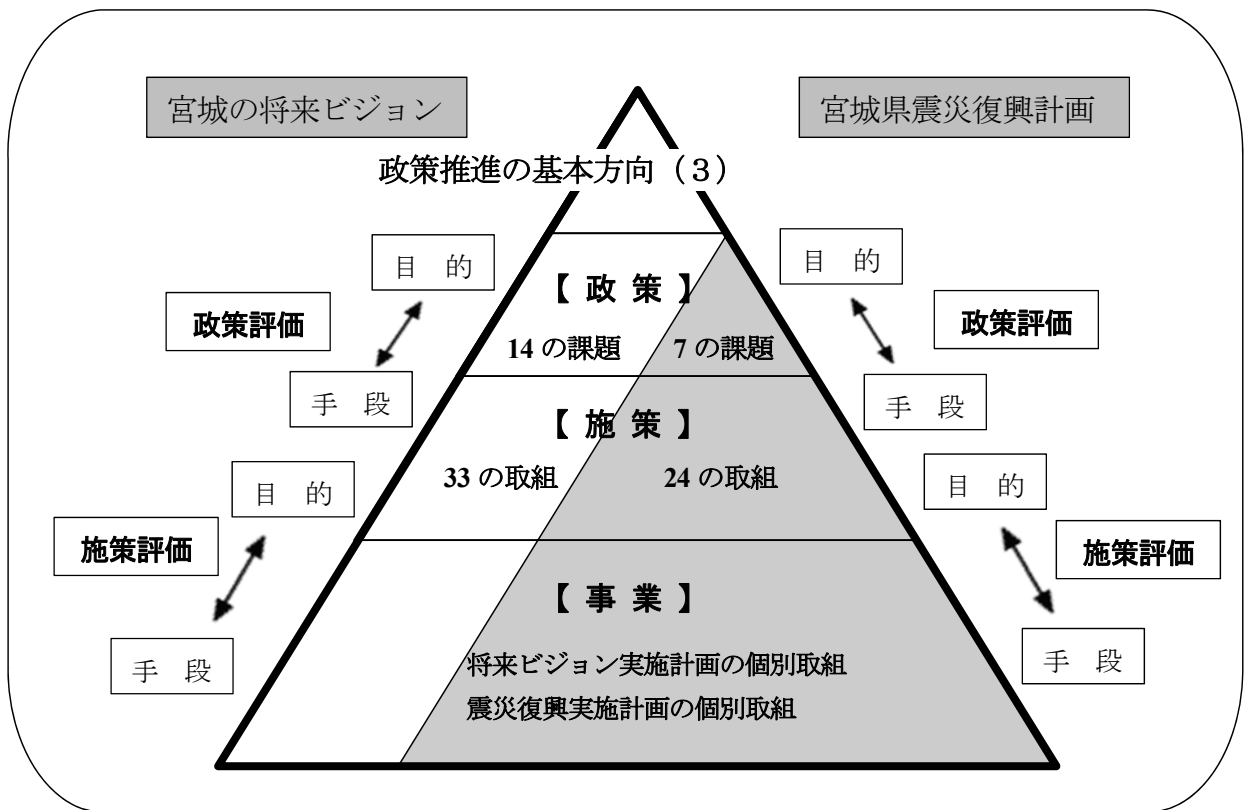 宮城の将来ビジョン
宮城県震災復興計画
政策推進の基本方向（３）
目　的
政策評価
手　段
【 政 策 】
14 の課題
7 の課題
目　的
政策評価
手　段
目　的
施策評価
手　段
【 施 策 】
33 の取組
24 の取組
目　的
施策評価
手　段
【 事 業 】
将来ビジョン実施計画の個別取組
震災復興実施計画の個別取組